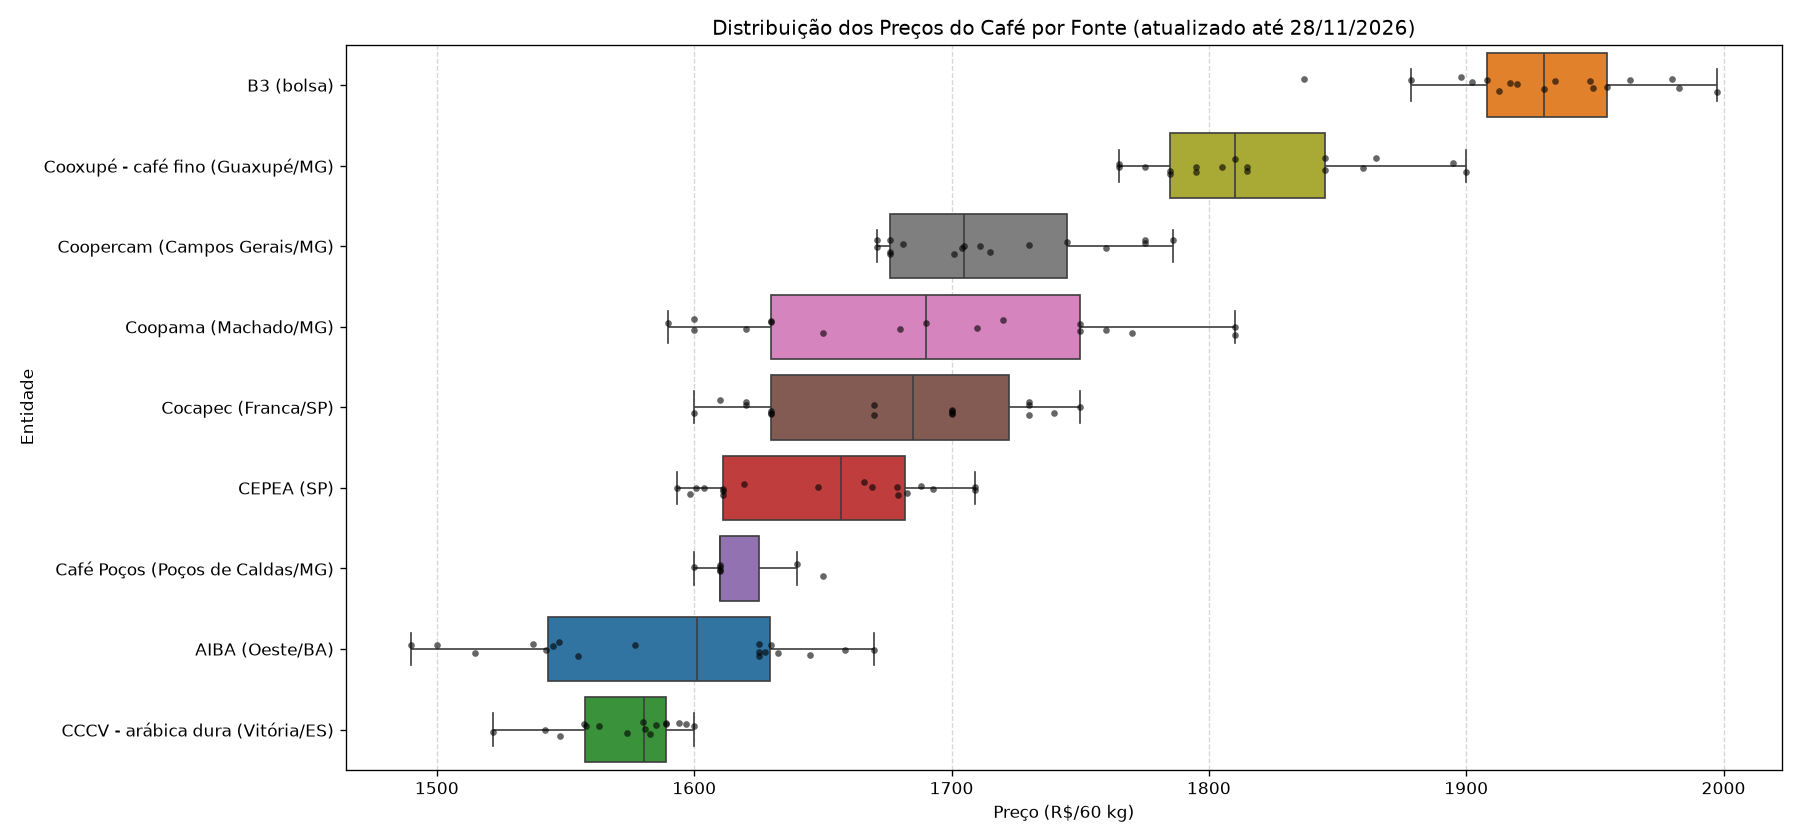 Distribuição dos Preços do Café por Fonte (atualizado até 28/11/2026)
Entidade
B3 (bolsa)
Cooxupé - café fino (Guaxupé/MG)
Coopercam (Campos Gerais/MG)
Coopama (Machado/MG)
Cocapec (Franca/SP)
CEPEA (SP)
Café Poços (Poços de Caldas/MG)
AIBA (Oeste/BA)
CCCV - arábica dura (Vitória/ES)
1500 1600 1700 1800 1900 2000
Preço (R$/60 kg)